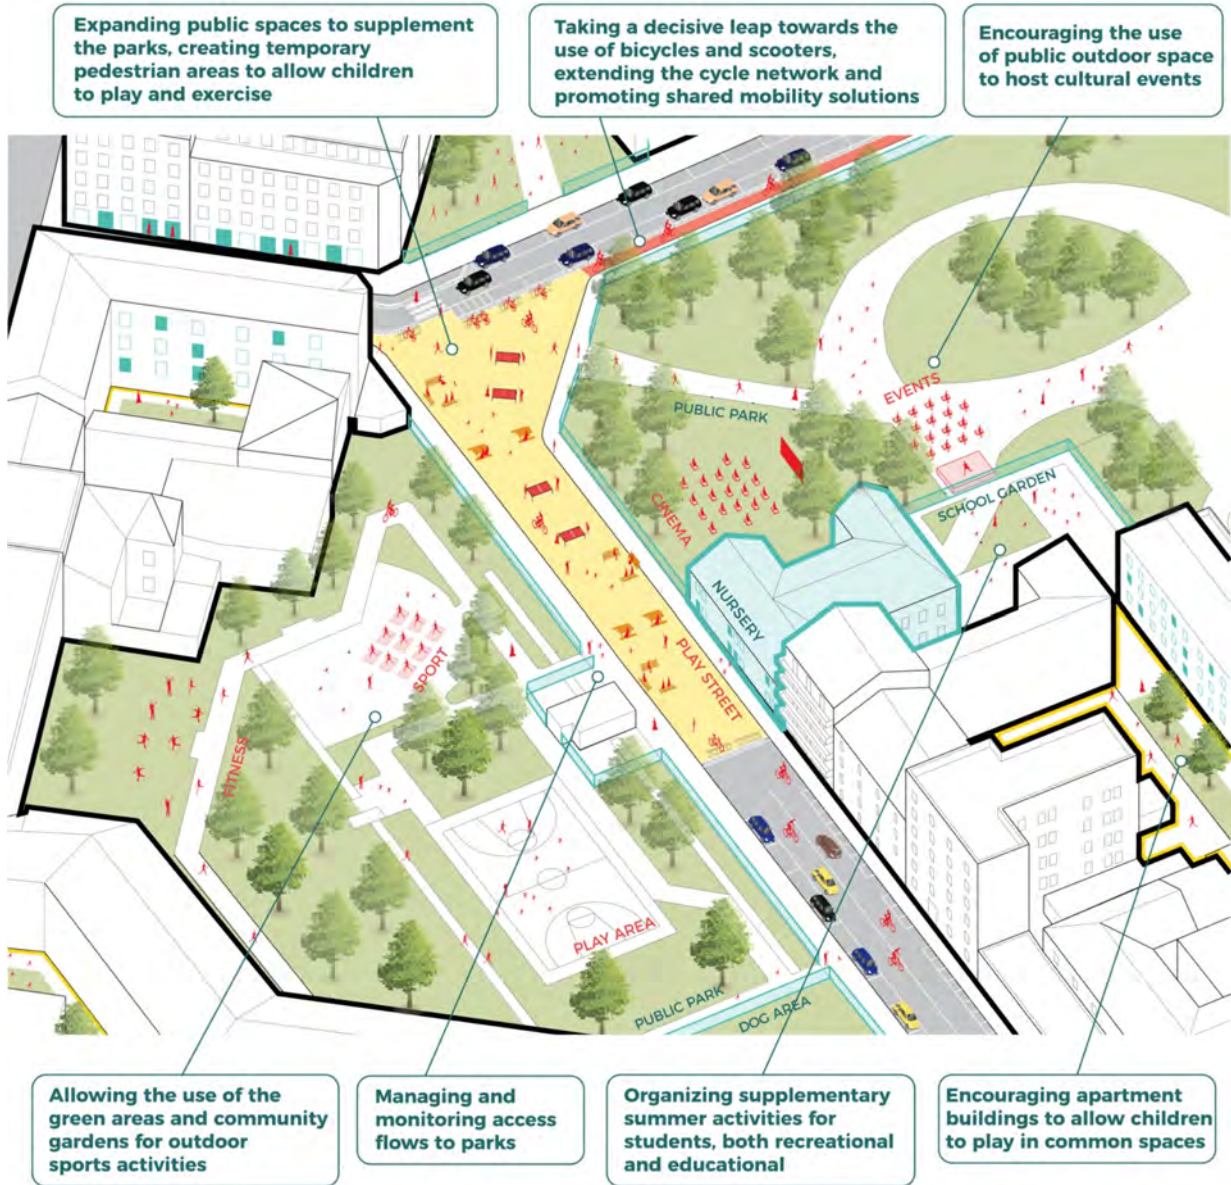 Expanding public spaces to supplement
the parks, creating temporary
pedestrian areas to allow children
to play and exercise
Taking a decisive leap towards the
use of bicycles and scooters,
extending the cycle network and
promoting shared mobility solutions
Encouraging the use
of public outdoor space
to host cultural events
EVENTS
PUBLIC PARK
CINEMA
SCHOOL GARDEN
NURSERY
PLAY STREET
SPORT
FITNESS
PLAY AREA
PUBLIC PARK
DOG AREA
Allowing the use of the
green areas and community
gardens for outdoor
sports activities
Managing and
monitoring access
flows to parks
Organizing supplementary
summer activities for
students, both recreational
and educational
Encouraging apartment
buildings to allow children
to play in common spaces